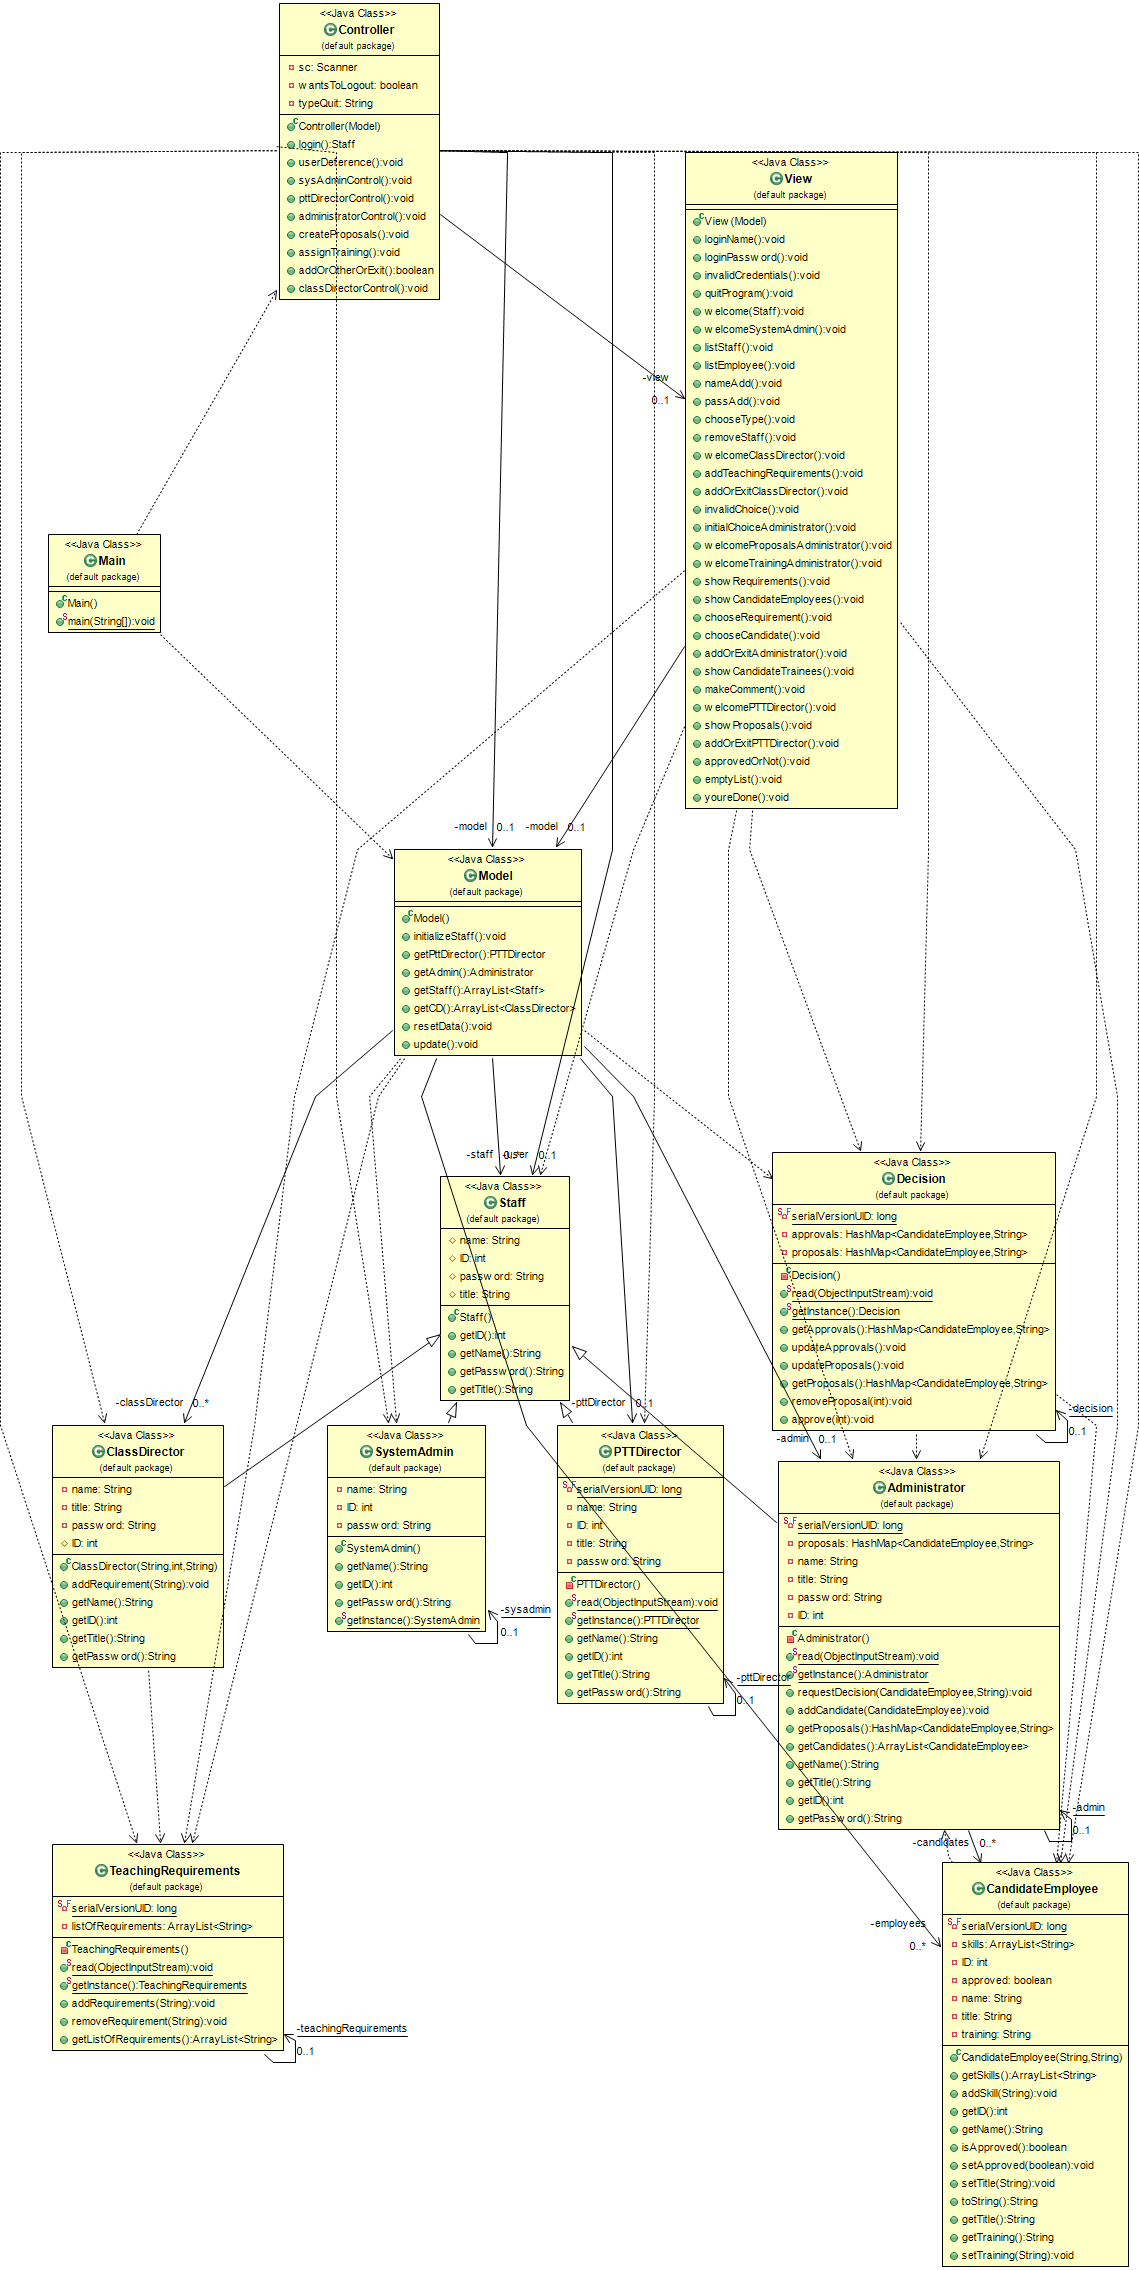 <<Java Class>>
Controller
(default package)
sc: Scanner
wantsToLogout: boolean
typeQuit: String
Controller(Model)
login():Staff
userDeference():void
sysAdminControl():void
pttDirectorControl():void
administratorControl():void
createProposals():void
assignTraining():void
addOrOtherOrExit():boolean
classDirectorControl():void
<<Java Class>>
View
(default package)
View(Model)
loginName():void
loginPassword():void
invalidCredentials():void
quitProgram():void
welcome(Staff):void
welcomeSystemAdmin():void
listStaff():void
listEmployee():void
nameAdd():void
passAdd():void
chooseType():void
removeStaff():void
welcomeClassDirector():void
addTeachingRequirements():void
addOrExitClassDirector():void
invalidChoice():void
initialChoiceAdministrator():void
welcomeProposalsAdministrator():void
welcomeTrainingAdministrator():void
showRequirements():void
showCandidateEmployees():void
chooseRequirement():void
chooseCandidate():void
addOrExitAdministrator():void
showCandidateTrainees():void
makeComment():void
welcomePTTDirector():void
showProposals():void
addOrExitPTTDirector():void
approvedOrNot():void
emptyList():void
youreDone():void
-view
0..1
<<Java Class>>
Main
(default package)
Main()
main(String[]):void
-model 0..1
-model 0..1
<<Java Class>>
Model
(default package)
Model()
initializeStaff():void
getPttDirector():PTTDirector
getAdmin():Administrator
getStaff():ArrayList<Staff>
getCD():ArrayList<ClassDirector>
resetData():void
update():void
-staff 0..*
-user 0..1
<<Java Class>>
Staff
(default package)
name: String
ID: int
password: String
title: String
Staff()
getID():int
getName():String
getPassword():String
getTitle():String
<<Java Class>>
Decision
(default package)
serialVersionUID: long
approvals: HashMap<CandidateEmployee,String>
proposals: HashMap<CandidateEmployee,String>
Decision()
read(ObjectInputStream):void
getInstance():Decision
getApprovals():HashMap<CandidateEmployee,String>
updateApprovals():void
updateProposals():void
getProposals():HashMap<CandidateEmployee,String>
removeProposal(int):void
approve(int):void
-decision
0..1
-classDirector 0..*
<<Java Class>>
ClassDirector
(default package)
name: String
title: String
password: String
ID: int
ClassDirector(String,int,String)
addRequirement(String):void
getName():String
getID():int
getTitle():String
getPassword():String
<<Java Class>>
SystemAdmin
(default package)
name: String
ID: int
password: String
SystemAdmin()
getName():String
getID():int
getPassword():String
getInstance():SystemAdmin
-sysadmin
0..1
-pttDirector 0..1
<<Java Class>>
PTTDirector
(default package)
serialVersionUID: long
name: String
ID: int
title: String
password: String
PTTDirector()
read(ObjectInputStream):void
getInstance():PTTDirector
getName():String
getID():int
getTitle():String
getPassword():String
-pttDirector
0..1
-admin 0..1
<<Java Class>>
Administrator
(default package)
serialVersionUID: long
proposals: HashMap<CandidateEmployee,String>
name: String
title: String
password: String
ID: int
Administrator()
read(ObjectInputStream):void
getInstance():Administrator
requestDecision(CandidateEmployee,String):void
addCandidate(CandidateEmployee):void
getProposals():HashMap<CandidateEmployee,String>
getCandidates():ArrayList<CandidateEmployee>
getName():String
getTitle():String
getID():int
getPassword():String
-admin
0..1
-candidates 0..*
<<Java Class>>
TeachingRequirements
(default package)
serialVersionUID: long
listOfRequirements: ArrayList<String>
TeachingRequirements()
read(ObjectInputStream):void
getInstance():TeachingRequirements
addRequirements(String):void
removeRequirement(String):void
getListOfRequirements():ArrayList<String>
-teachingRequirements
0..1
-employees
0..*
<<Java Class>>
CandidateEmployee
(default package)
serialVersionUID: long
skills: ArrayList<String>
ID: int
approved: boolean
name: String
title: String
training: String
CandidateEmployee(String,String)
getSkills():ArrayList<String>
addSkill(String):void
getID():int
getName():String
isApproved():boolean
setApproved(boolean):void
setTitle(String):void
toString():String
getTitle():String
getTraining():String
setTraining(String):void